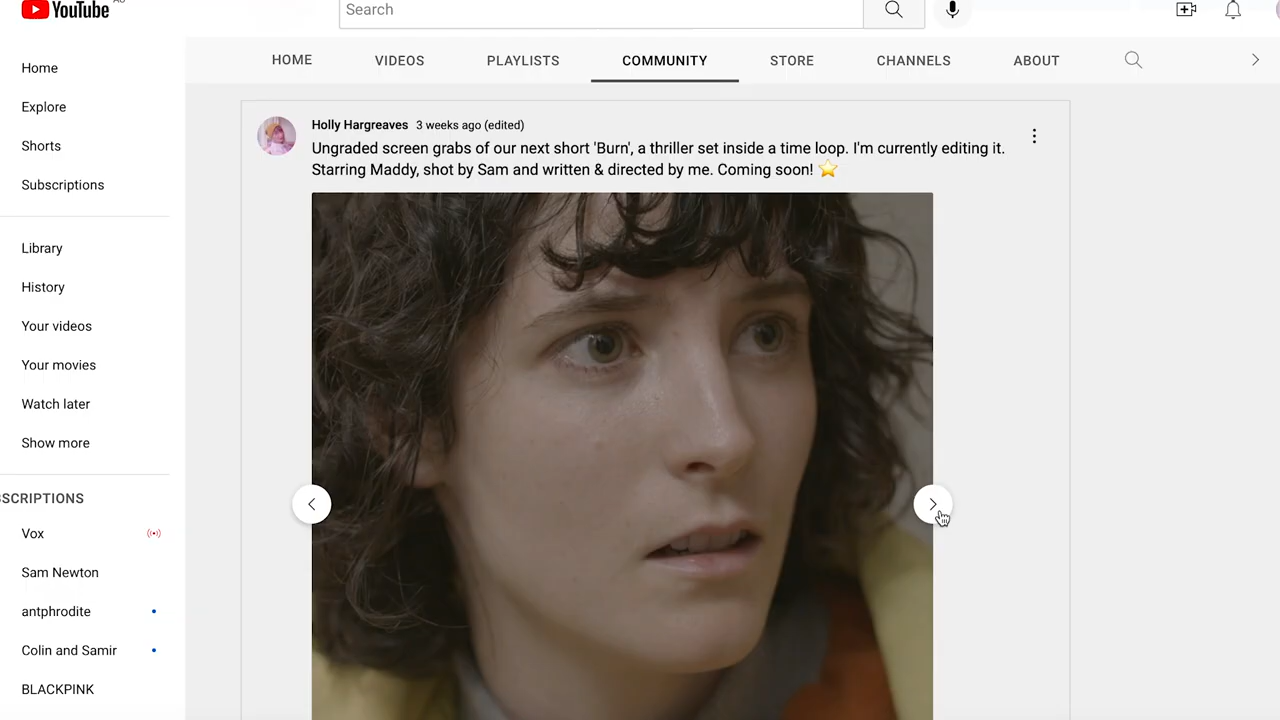 YouTube
Search
HOME
VIDEOS
PLAYLISTS
COMMUNITY
STORE
CHANNELS
ABOUT
Home
Explore
Shorts
Subscriptions
Library
History
Your videos
Your movies
Watch later
Show more
SCRIPTIONS
Vox
Sam Newton
antphrodite
Colin and Samir
BLACKPINK
Holly Hargreaves 3 weeks ago (edited)
Ungraded screen grabs of our next short 'Burn', a thriller set inside a time loop. I'm currently editing it.
Starring Maddy, shot by Sam and written & directed by me. Coming soon! ⭐